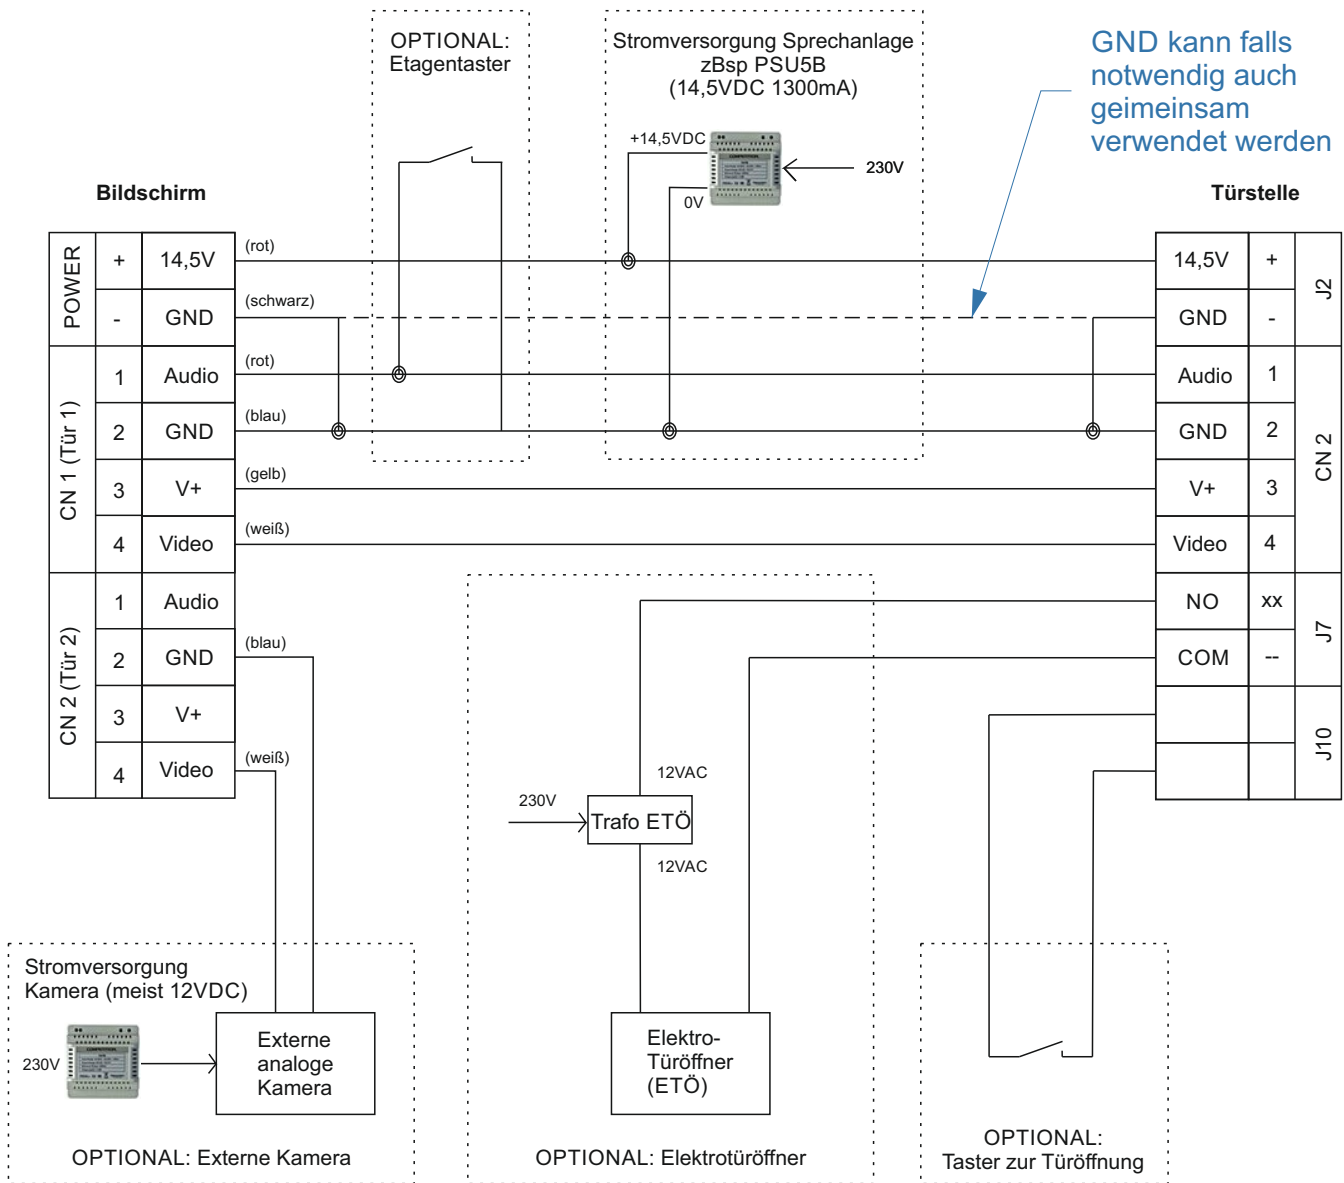 OPTIONAL:
Etagentaster
Stromversorgung Sprechanlage
zBsp PSU5B
(14,5VDC 1300mA)
+14,5VDC
0V
230V
GND kann falls
notwendig auch
geimeinsam
verwendet werden
Bildschirm
Türstelle
POWER
+ 14,5V (rot)
- GND (schwarz)
CN 1 (Tür 1)
1 Audio (rot)
2 GND (blau)
3 V+ (gelb)
4 Video (weiß)
CN 2 (Tür 2)
1 Audio
2 GND (blau)
3 V+
4 Video (weiß)
14,5V +
GND -
J2
Audio 1
GND 2
V+ 3
Video 4
CN 2
NO xx
COM --
J7
J10
12VAC
230V
Trafo ETÖ
12VAC
Elektro-
Türöffner
(ETÖ)
OPTIONAL: Elektrotüröffner
Stromversorgung
Kamera (meist 12VDC)
230V
Externe
analoge
Kamera
OPTIONAL: Externe Kamera
OPTIONAL:
Taster zur Türöffnung